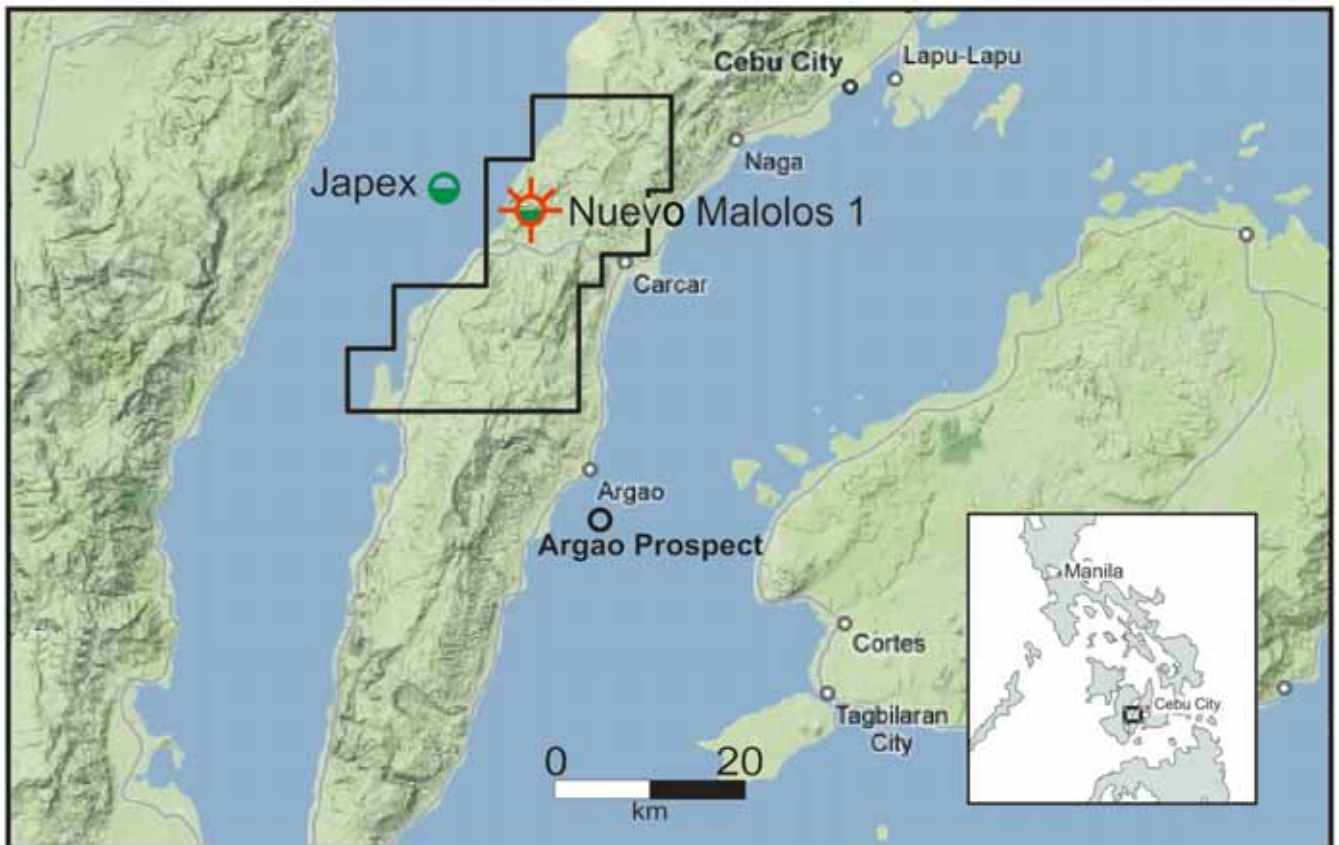 Cebu City
Lapu-Lapu
Naga
Japex
Nuevo Malolos 1
Carcar
Argao
Argao Prospect
Manila
Cebu City
Cortes
Tagbilaran
City
0 20
km